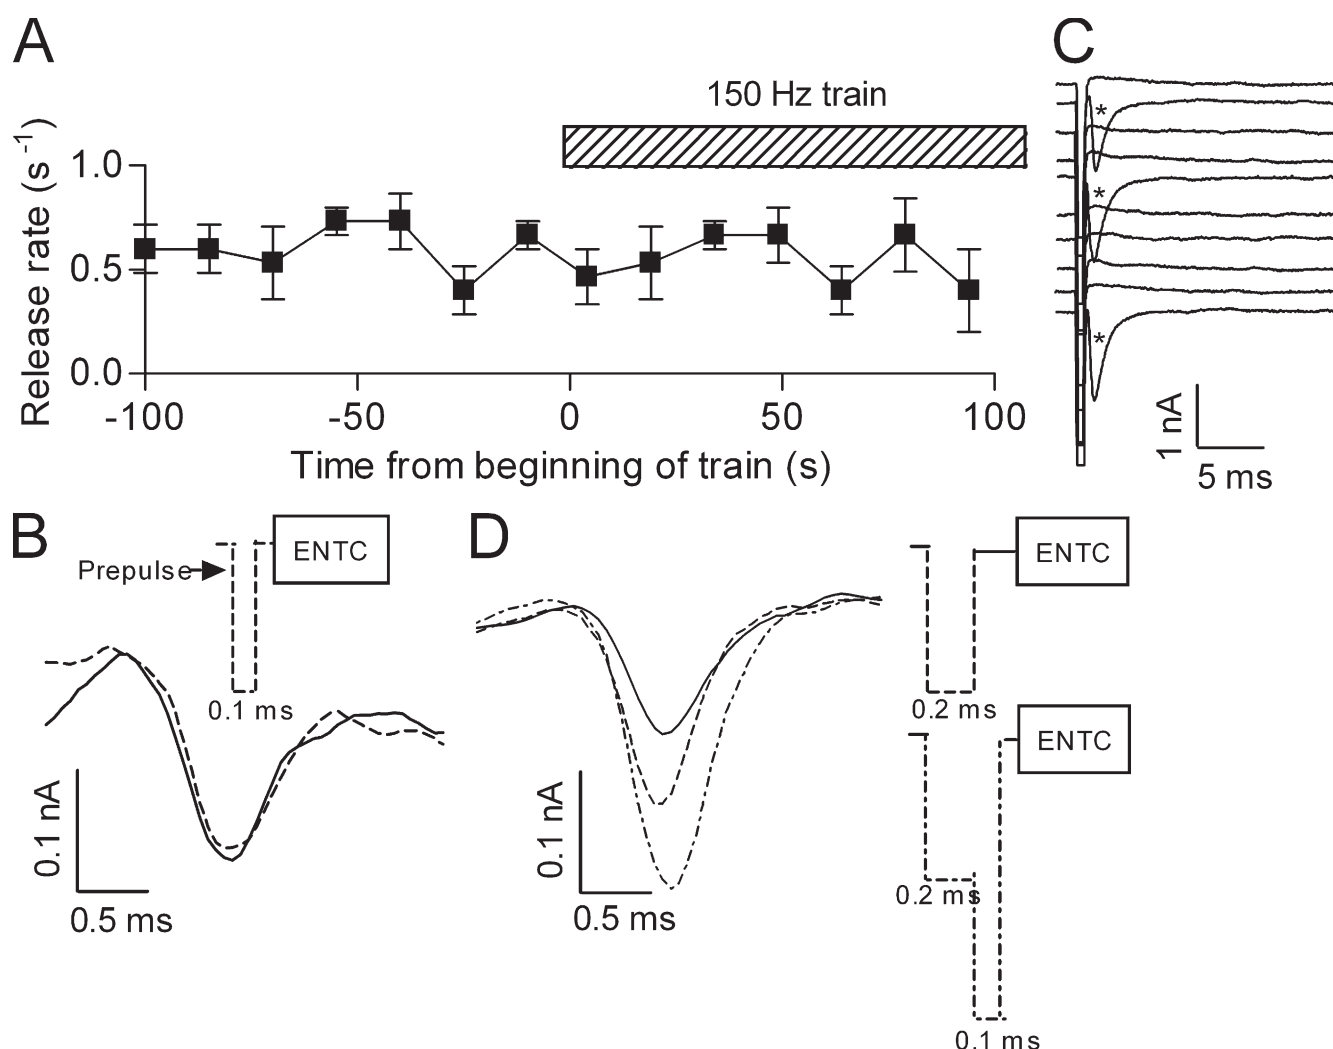 A
C
150 Hz train
*
*
*
Release rate (s⁻¹)
1.0
0.5
0.0
-100
-50
0
50
100
Time from beginning of train (s)
1 nA
5 ms
B
Prepulse
ENTC
0.1 ms
0.1 nA
0.5 ms
D
0.1 nA
0.5 ms
ENTC
0.2 ms
ENTC
0.2 ms
0.1 ms